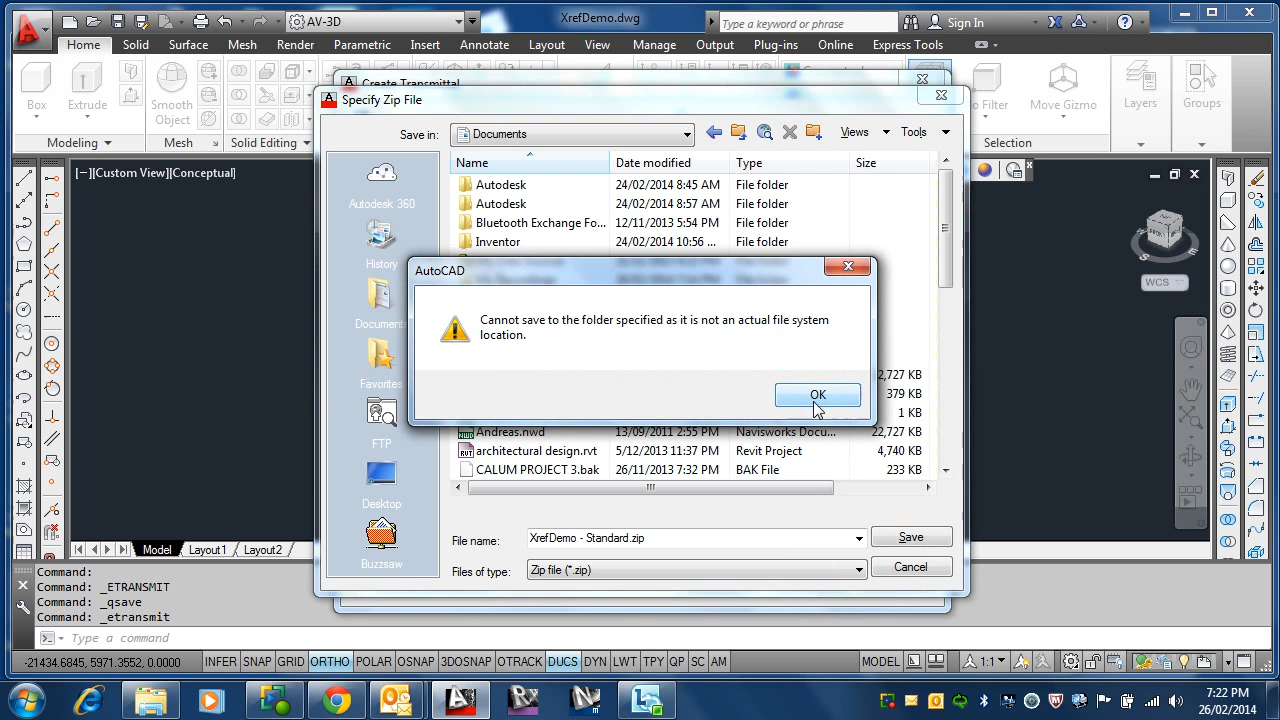 AV-3D
XrefDemo.dwg
Type a keyword or phrase
Sign In
Home Solid Surface Mesh Render Parametric Insert Annotate Layout View Manage Output Plug-ins Online Express Tools
Create Transmittal
Specify Zip File
Box Extrude Smooth Object
Move Gizmo Layers Groups
Modeling Mesh Solid Editing Selection
[−][Custom View][Conceptual]
Save in: Documents Views Tools
Name Date modified Type Size
Autodesk 24/02/2014 8:45 AM File folder
Autodesk 24/02/2014 8:57 AM File folder
Bluetooth Exchange Fo... 12/11/2013 5:54 PM File folder
Inventor 24/02/2014 10:56 ... File folder
Autodesk 360
History
Favorites
FTP
Desktop
Buzzsaw
WCS
AutoCAD
Cannot save to the folder specified as it is not an actual file system
location.
OK
379 KB
1 KB
Andreas.nwd 13/09/2011 2:55 PM Navisworks Docu... 22,727 KB
architectural design.rvt 5/12/2013 11:37 PM Revit Project 4,740 KB
CALUM PROJECT 3.bak 26/11/2013 7:32 PM BAK File 233 KB
File name: XrefDemo - Standard.zip Save
Files of type: Zip file (*.zip) Cancel
Model Layout1 Layout2
Command:
Command: _ETRANSMIT
Command: _qsave
Command: _etransmit
Type a command
-21434.6845, 5971.3552, 0.0000 INFER SNAP GRID ORTHO POLAR OSNAP 3DOSNAP OTRACK DUCS DYN LWT TPY QP SC AM MODEL 1:1
7:22 PM
26/02/2014